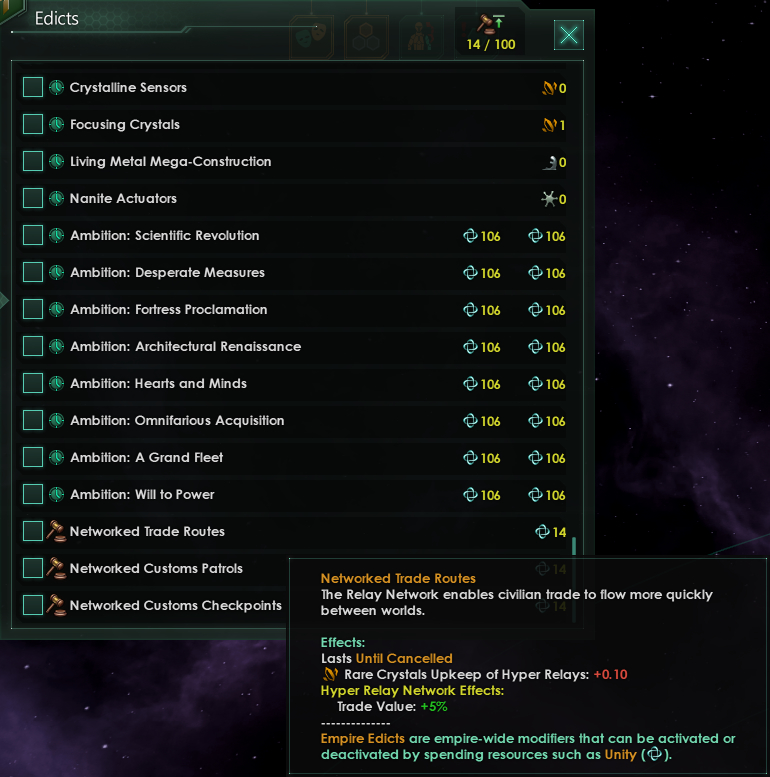 Edicts
14 / 100
Crystalline Sensors 0
Focusing Crystals 1
Living Metal Mega-Construction 0
Nanite Actuators 0
Ambition: Scientific Revolution 106 106
Ambition: Desperate Measures 106 106
Ambition: Fortress Proclamation 106 106
Ambition: Architectural Renaissance 106 106
Ambition: Hearts and Minds 106 106
Ambition: Omnifarious Acquisition 106 106
Ambition: A Grand Fleet 106 106
Ambition: Will to Power 106 106
Networked Trade Routes 14
Networked Customs Patrols 14
Networked Customs Checkpoints 14
Networked Trade Routes
The Relay Network enables civilian trade to flow more quickly
between worlds.
Effects:
Lasts Until Cancelled
Rare Crystals Upkeep of Hyper Relays: +0.10
Hyper Relay Network Effects:
Trade Value: +5%
--------------
Empire Edicts are empire-wide modifiers that can be activated or
deactivated by spending resources such as Unity ( ).